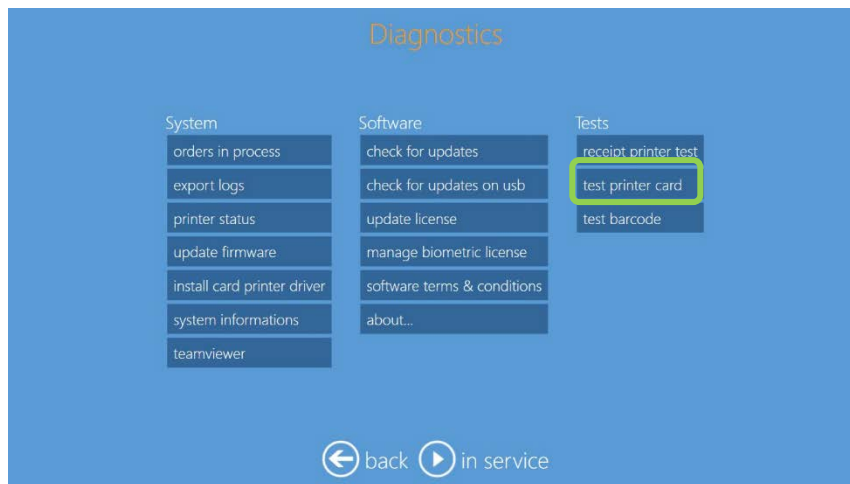 Diagnostics
System
orders in process
export logs
printer status
update firmware
install card printer driver
system informations
teamviewer
Software
check for updates
check for updates on usb
update license
manage biometric license
software terms & conditions
about...
Tests
receipt printer test
test printer card
test barcode
back in service